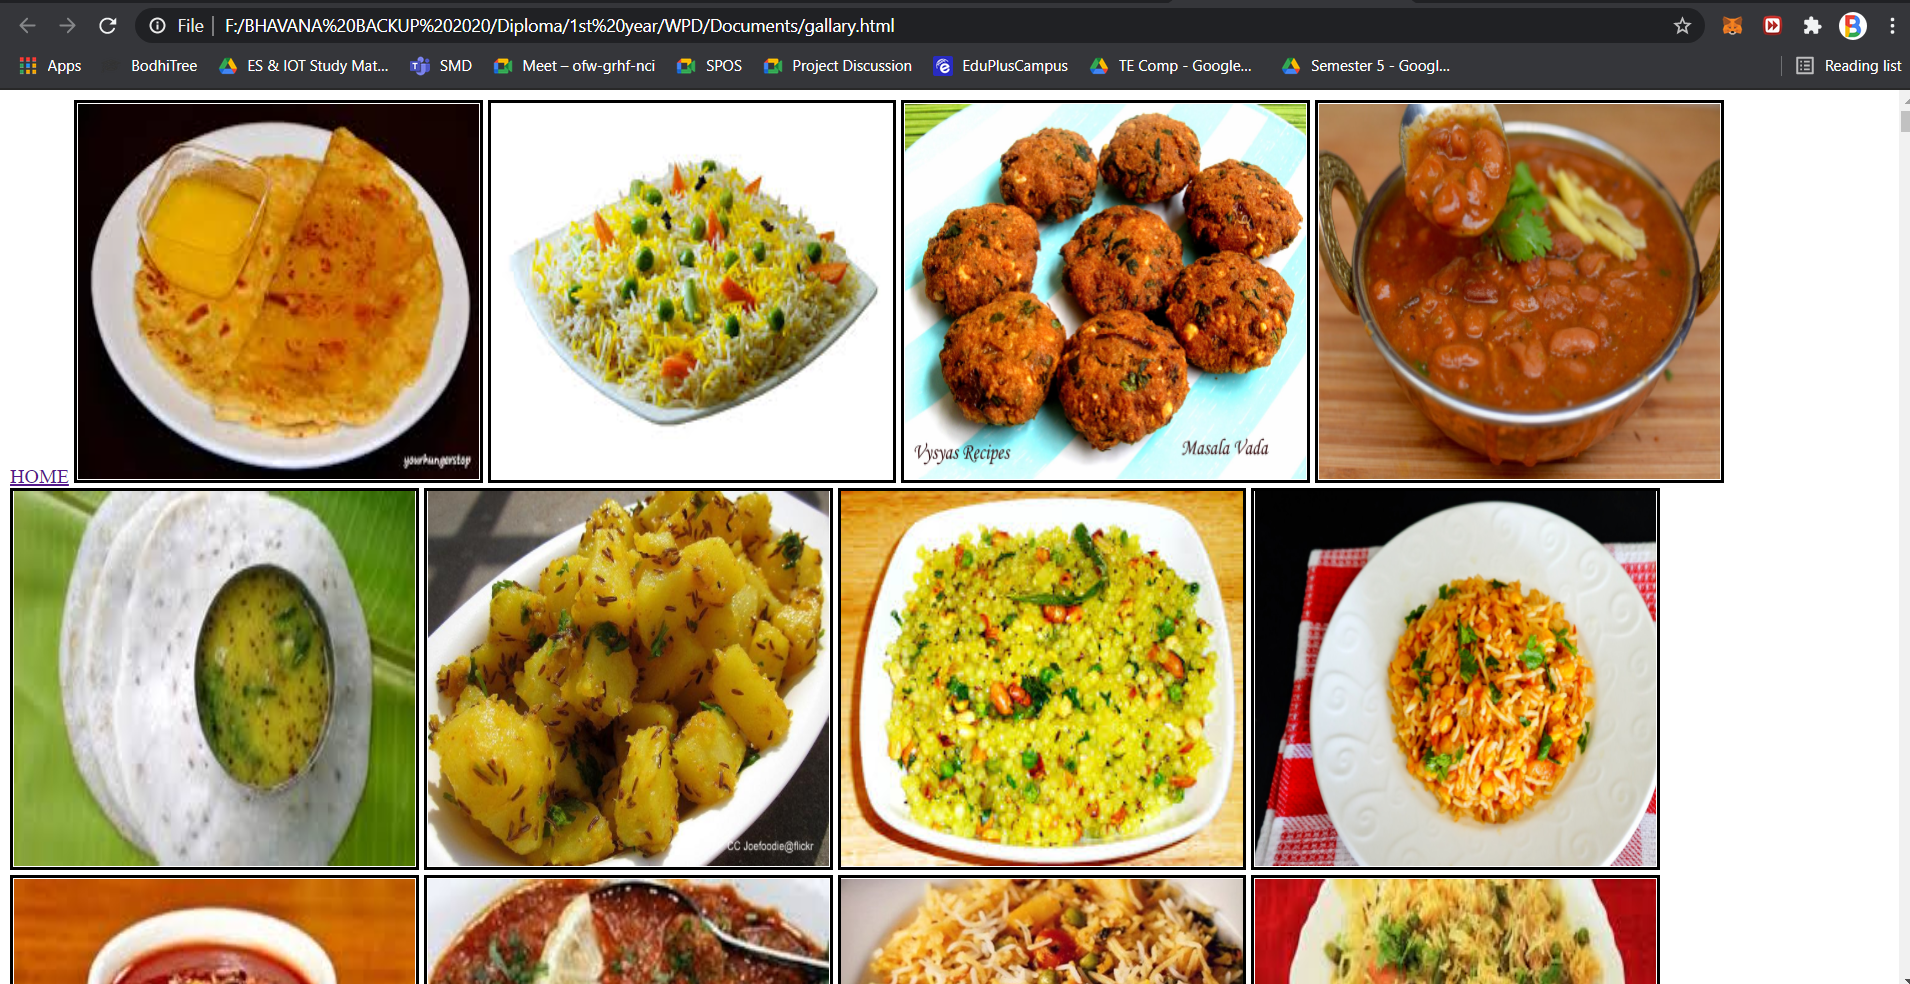 File | F:/BHAVANA%20BACKUP%202020/Diploma/1st%20year/WPD/Documents/gallary.html
Apps BodhiTree ES & IOT Study Mat... SMD Meet – ofw-grhf-nci SPOS Project Discussion EduPlusCampus TE Comp - Google... Semester 5 - Googl... Reading list
yourhungerstop
Vysyas Recipes Masala Vada
HOME
CC Joefoodie@flickr